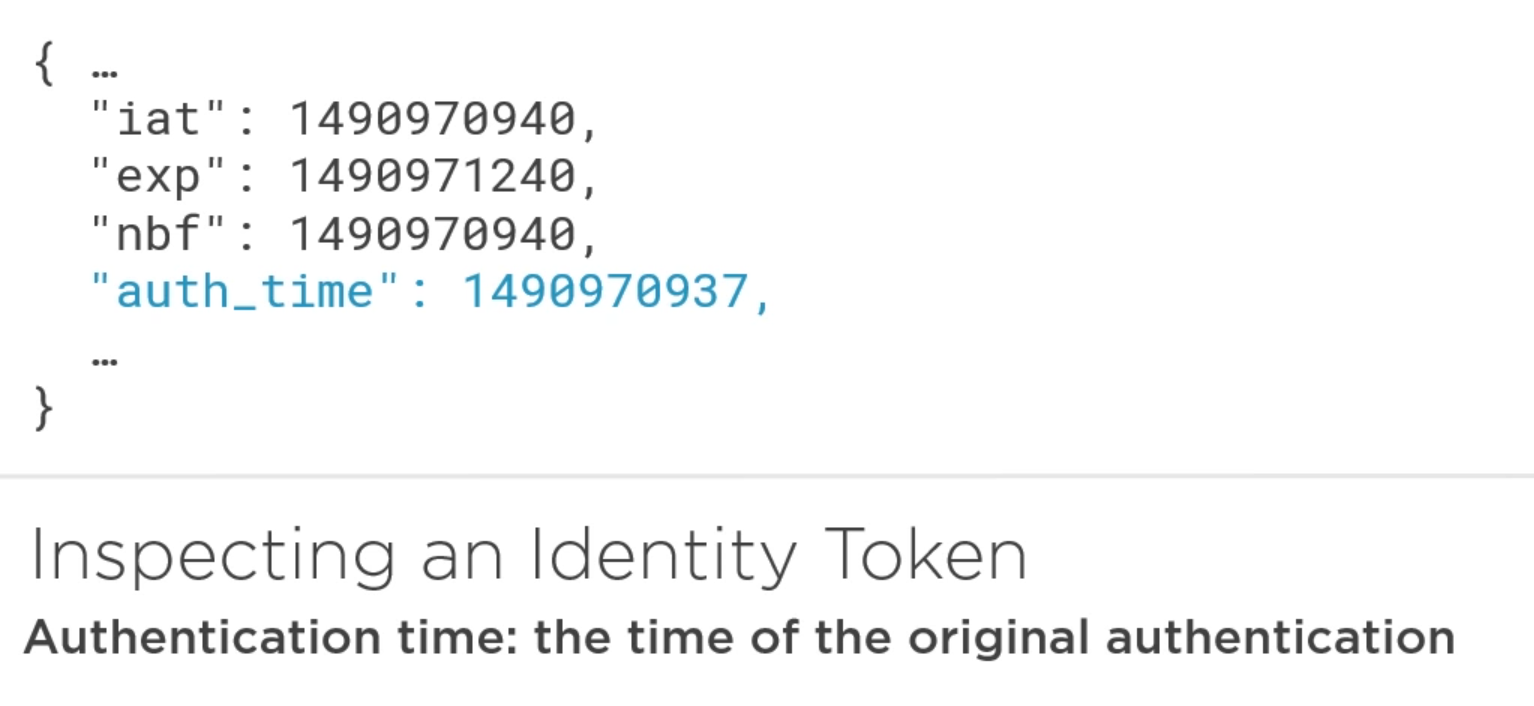 { …
"iat": 1490970940,
"exp": 1490971240,
"nbf": 1490970940,
"auth_time": 1490970937,
…
}
Inspecting an Identity Token
Authentication time: the time of the original authentication